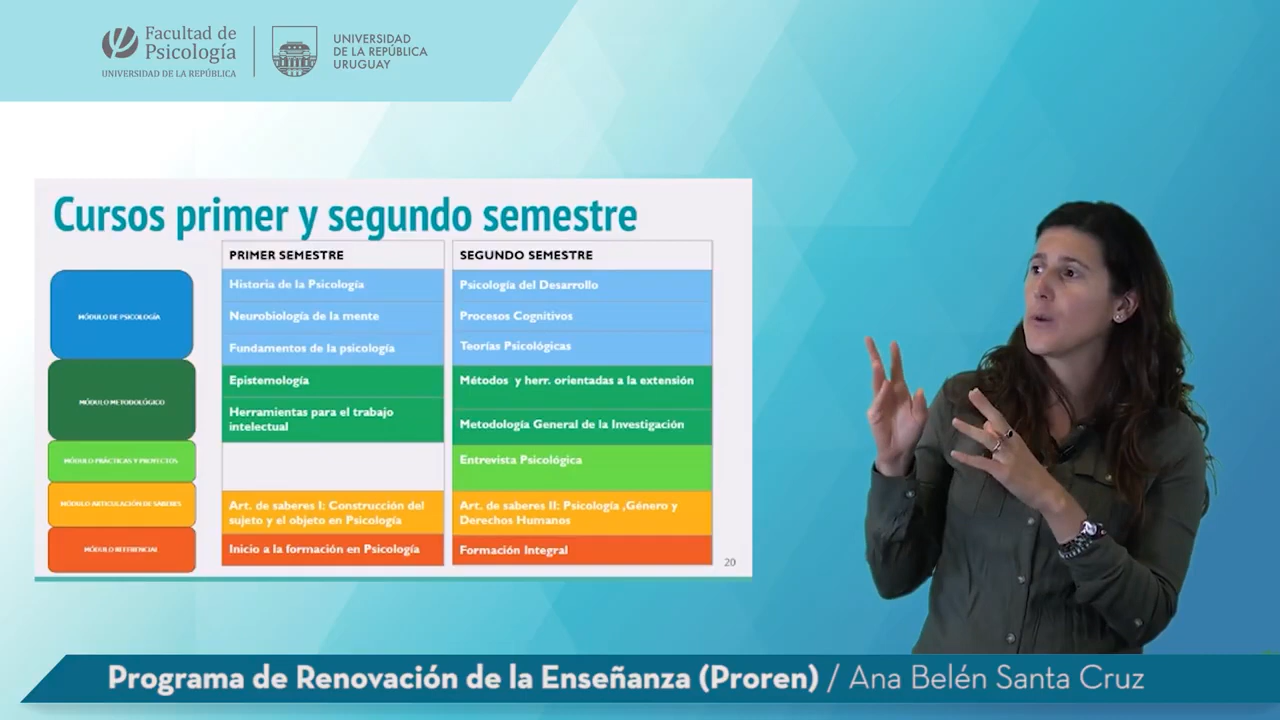 Facultad de
Psicología
UNIVERSIDAD DE LA REPÚBLICA
UNIVERSIDAD
DE LA REPÚBLICA
URUGUAY
Cursos primer y segundo semestre
PRIMER SEMESTRE
SEGUNDO SEMESTRE
MÓDULO DE PSICOLOGÍA
Historia de la Psicología
Psicología del Desarrollo
Neurobiología de la mente
Procesos Cognitivos
Fundamentos de la psicología
Teorías Psicológicas
MÓDULO METODOLÓGICO
Epistemología
Métodos y herr. orientadas a la extensión
Herramientas para el trabajo
intelectual
Metodología General de la Investigación
MÓDULO PRÁCTICAS Y PROYECTOS
Entrevista Psicológica
MÓDULO ARTICULACIÓN DE SABERES
Art. de saberes I: Construcción del
sujeto y el objeto en Psicología
Art. de saberes II: Psicología ,Género y
Derechos Humanos
MÓDULO REFERENCIAL
Inicio a la formación en Psicología
Formación Integral
20
Programa de Renovación de la Enseñanza (Proren) / Ana Belén Santa Cruz